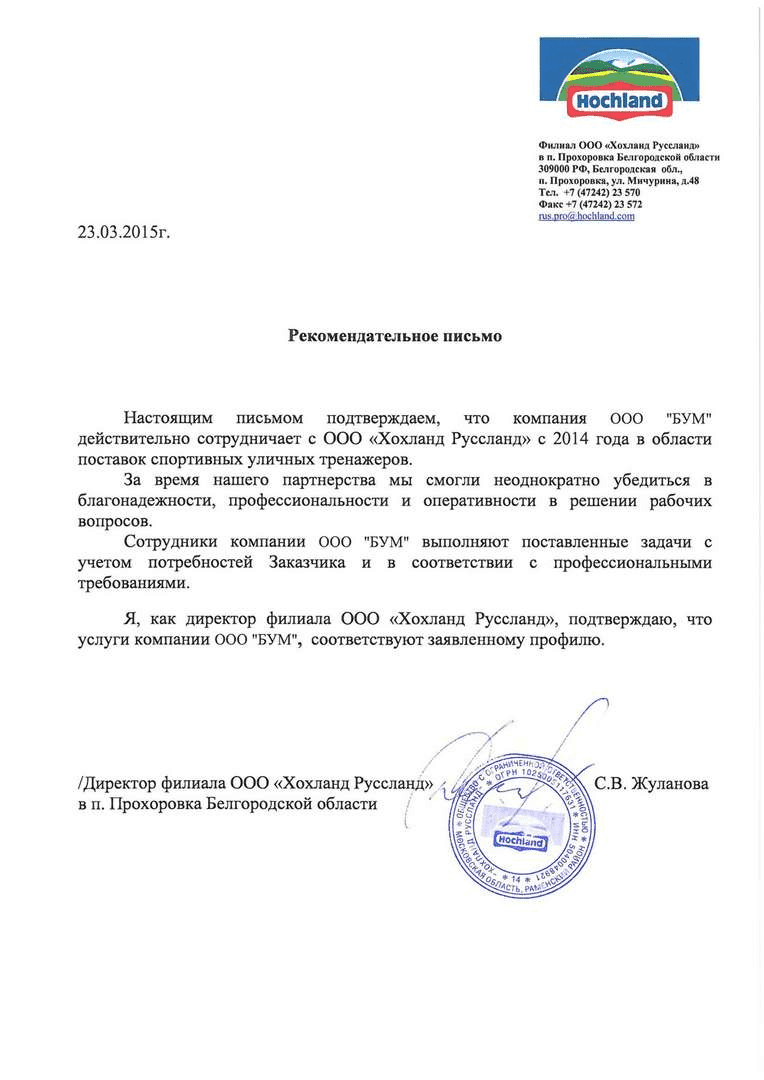 Hochland
Филиал ООО «Хохланд Руссланд»
в п. Прохоровка Белгородской области
309000 РФ, Белгородская обл.,
п. Прохоровка, ул. Мичурина, д.48
Тел. +7 (47242) 23 570
Факс +7 (47242) 23 572
rus.pro@hochland.com
23.03.2015г.
Рекомендательное письмо
Настоящим письмом подтверждаем, что компания ООО "БУМ"
действительно сотрудничает с ООО «Хохланд Руссланд» с 2014 года в области
поставок спортивных уличных тренажеров.
За время нашего партнерства мы смогли неоднократно убедиться в
благонадежности, профессиональности и оперативности в решении рабочих
вопросов.
Сотрудники компании ООО "БУМ" выполняют поставленные задачи с
учетом потребностей Заказчика и в соответствии с профессиональными
требованиями.
Я, как директор филиала ООО «Хохланд Руссланд», подтверждаю, что
услуги компании ООО "БУМ", соответствуют заявленному профилю.
/Директор филиала ООО «Хохланд Руссланд»
С.В. Жуланова
в п. Прохоровка Белгородской области
ОБЩЕСТВО С ОГРАНИЧЕННОЙ ОТВЕТСТВЕННОСТЬЮ
МОСКОВСКАЯ ОБЛАСТЬ, РАМЕНСКИЙ РАЙОН
"ХОХЛАНД РУССЛАНД" * ОГРН
ИНН 5040048921 * 14 *
Hochland